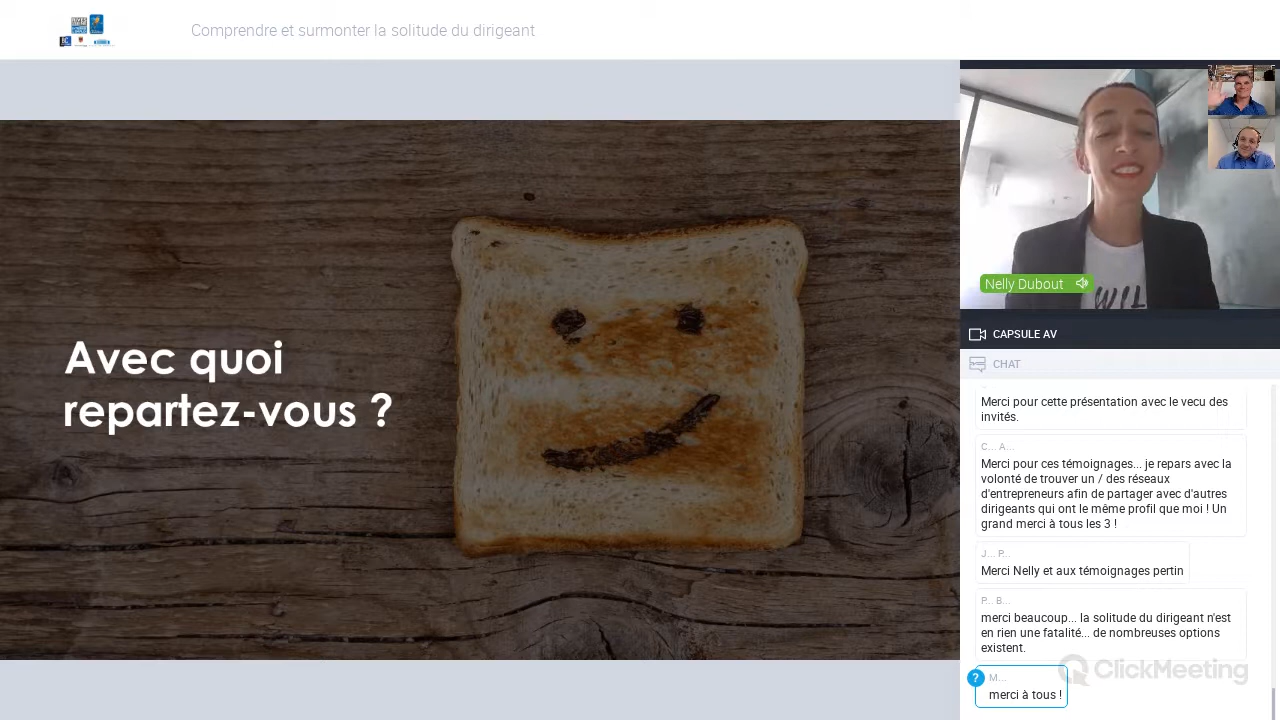 Comprendre et surmonter la solitude du dirigeant
Avec quoi
repartez-vous ?
WIL
Nelly Dubout
CAPSULE AV
CHAT
Merci pour cette présentation avec le vecu des
invités.
C... A...
Merci pour ces témoignages... je repars avec la
volonté de trouver un / des réseaux
d'entrepreneurs afin de partager avec d'autres
dirigeants qui ont le même profil que moi ! Un
grand merci à tous les 3 !
J... P...
Merci Nelly et aux témoignages pertin
P... B...
merci beaucoup... la solitude du dirigeant n'est
en rien une fatalité... de nombreuses options
existent.
ClickMeeting
? M...
merci à tous !